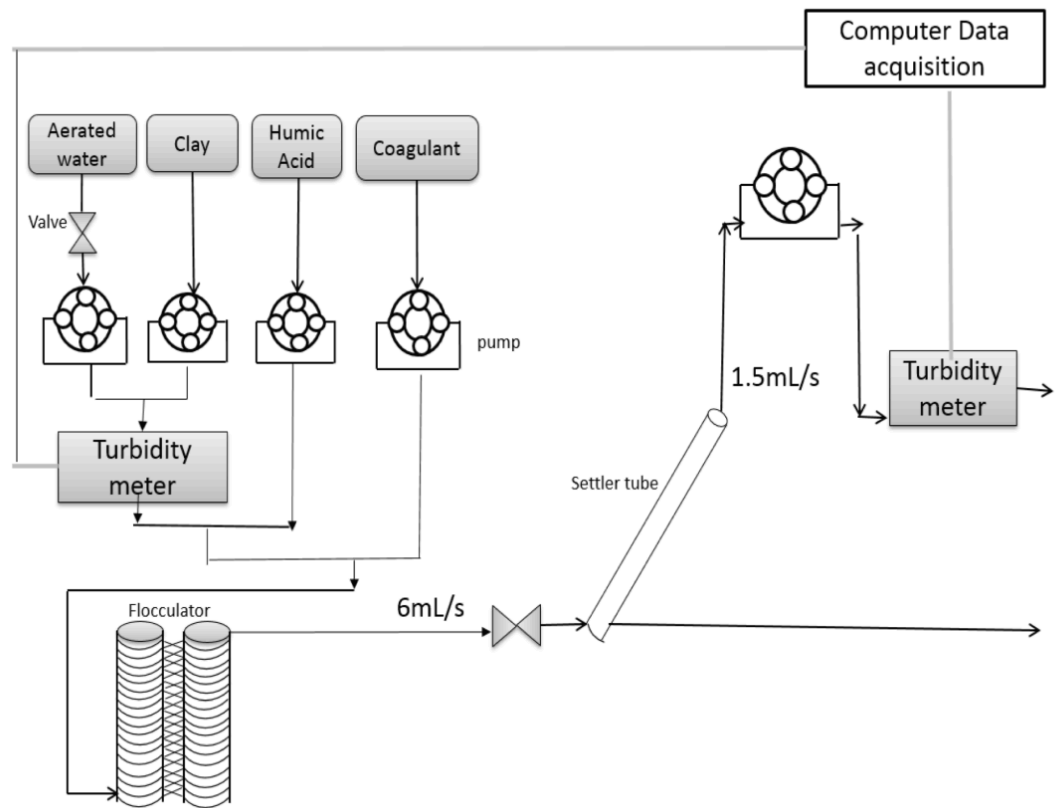 Computer Data
acquisition
Aerated
water
Clay
Humic
Acid
Coagulant
Valve
pump
1.5mL/s
Turbidity
meter
Turbidity
meter
Settler tube
Flocculator
6mL/s